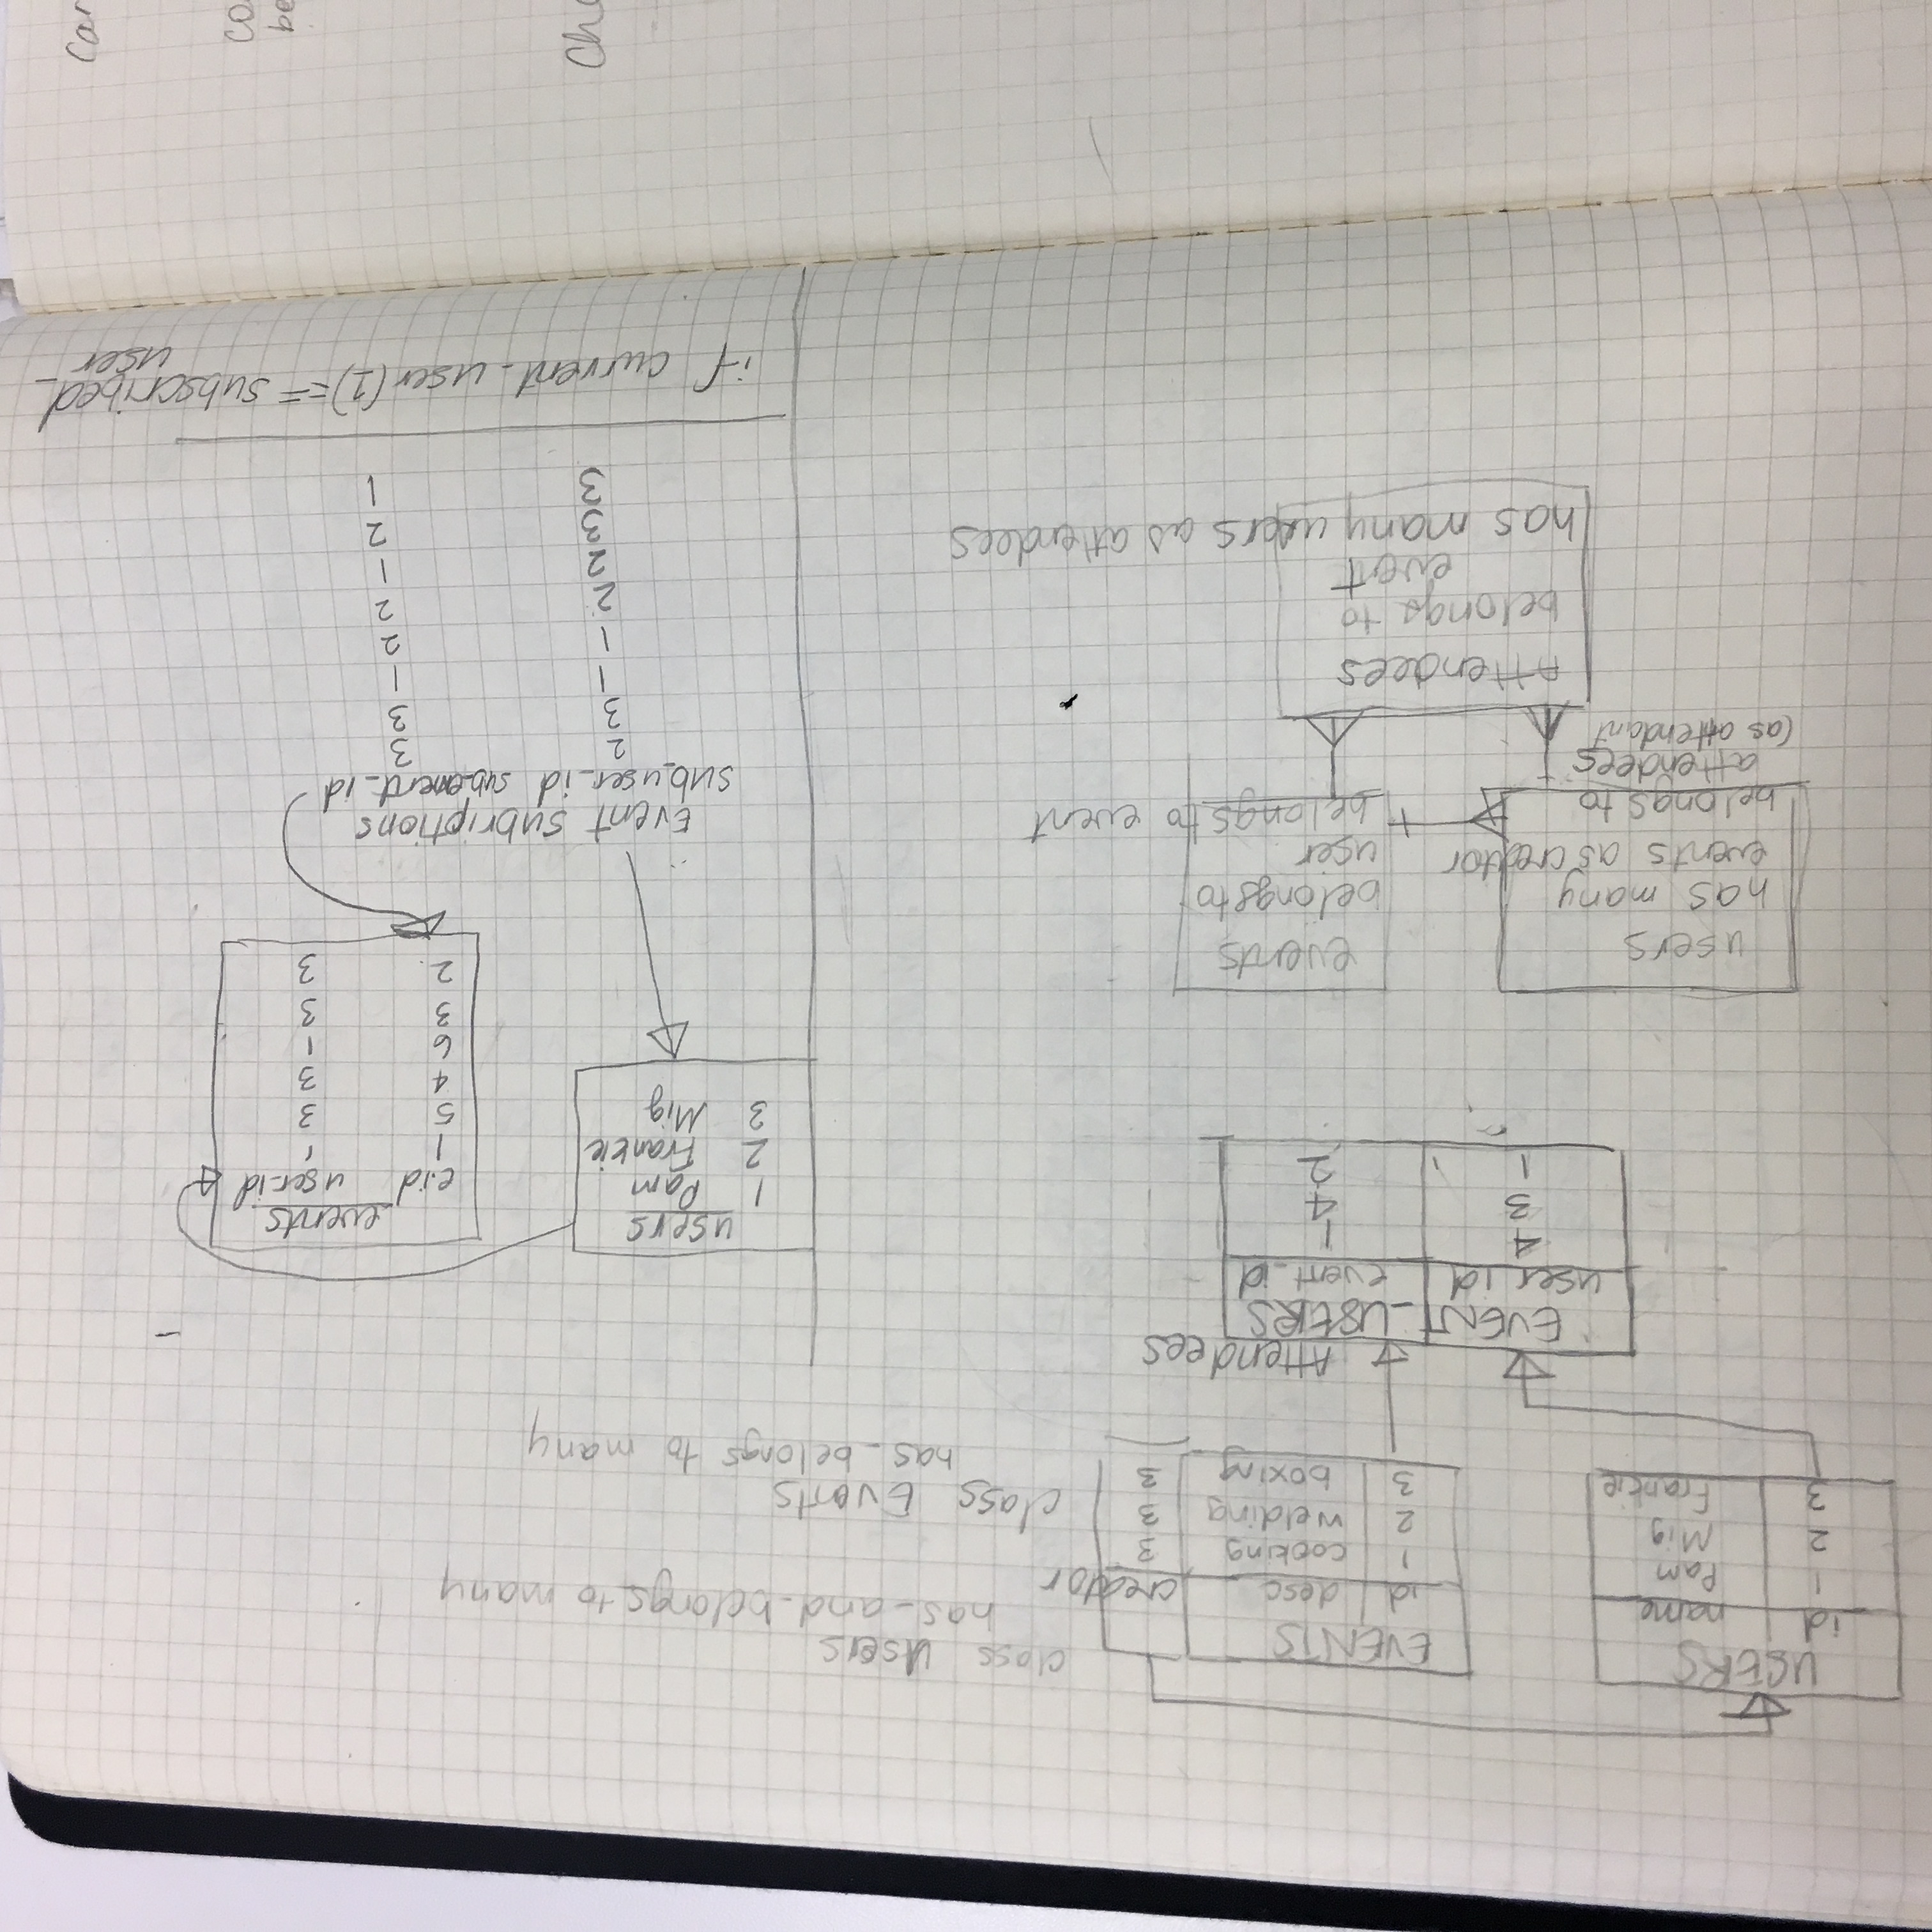 USERS
id name
1 Pam
2 Mig
3 Frankie
EVENTS
id desc creator
1 cooking 3
2 welding 3
3 boxing 3
class Users
has_and_belongs to many
class Events
has_belongs to many
Attendees
EVENT_USERS
user_id event_id
4 1
3 4
1 2
users
has many
events as creator
belongs to
attendees
(as attendant
events
belongs to
user
belongs to event
Attendees
belongs to
event
has many users as attendees
users
1 Pam
2 Frankie
3 Mig
events
e.id user_id
1 1
5 3
4 3
6 1
3 3
2. 3
Event subriptions
sub_user_id sub_event_id
2 3
3 3
1 1
1 2
2 2
2 1
3 2
3 1
if current_user(1)== subscribed_
user